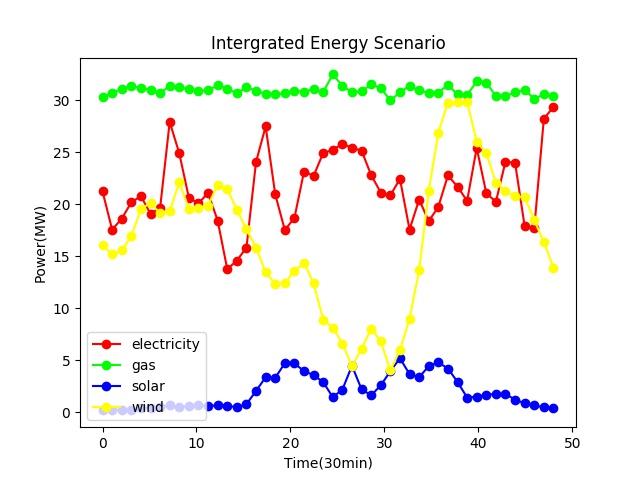 Intergrated Energy Scenario
Power(MW)
30
25
20
15
10
5
0
electricity
gas
solar
wind
0 10 20 30 40 50
Time(30min)